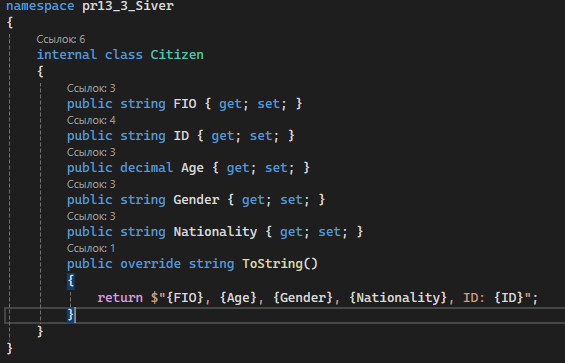 namespace pr13_3_Siver
{
Ссылок: 6
internal class Citizen
{
Ссылок: 3
public string FIO { get; set; }
Ссылок: 4
public string ID { get; set; }
Ссылок: 3
public decimal Age { get; set; }
Ссылок: 3
public string Gender { get; set; }
Ссылок: 3
public string Nationality { get; set; }
Ссылок: 1
public override string ToString()
{
return $"{FIO}, {Age}, {Gender}, {Nationality}, ID: {ID}";
}
}
}